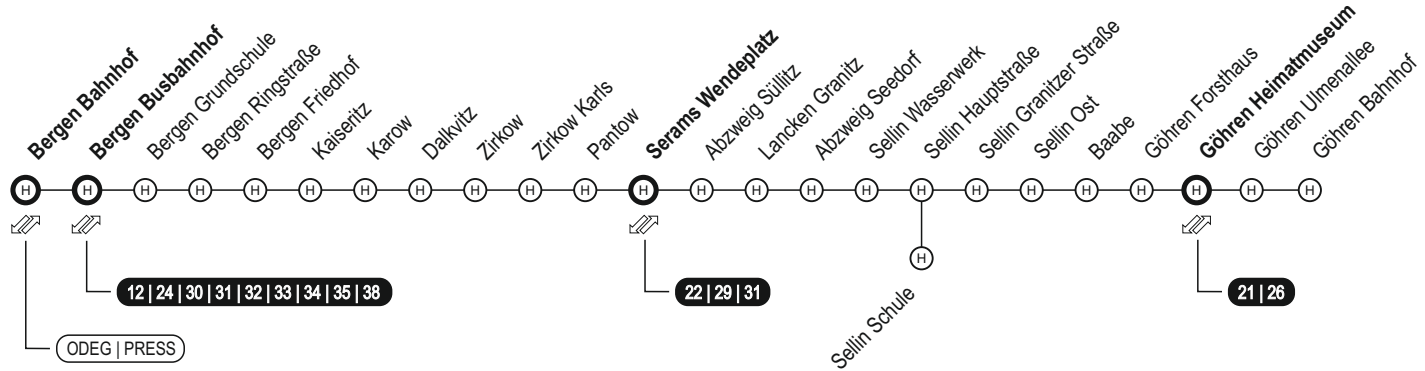 Bergen Bahnhof
Bergen Busbahnhof
Bergen Grundschule
Bergen Ringstraße
Bergen Friedhof
Kaiseritz
Karow
Dalkvitz
Zirkow
Zirkow Karls
Pantow
Serams Wendeplatz
Abzweig Süllitz
Lancken Granitz
Abzweig Seedorf
Sellin Wasserwerk
Sellin Hauptstraße
Sellin Granitzer Straße
Sellin Ost
Baabe
Göhren Forsthaus
Göhren Heimatmuseum
Göhren Ulmenallee
Göhren Bahnhof
H H H H H H H H H H H H H H H H H H H H H H H H
H
12 | 24 | 30 | 31 | 32 | 33 | 34 | 35 | 38
22 | 29 | 31
21 | 26
Sellin Schule
ODEG | PRESS